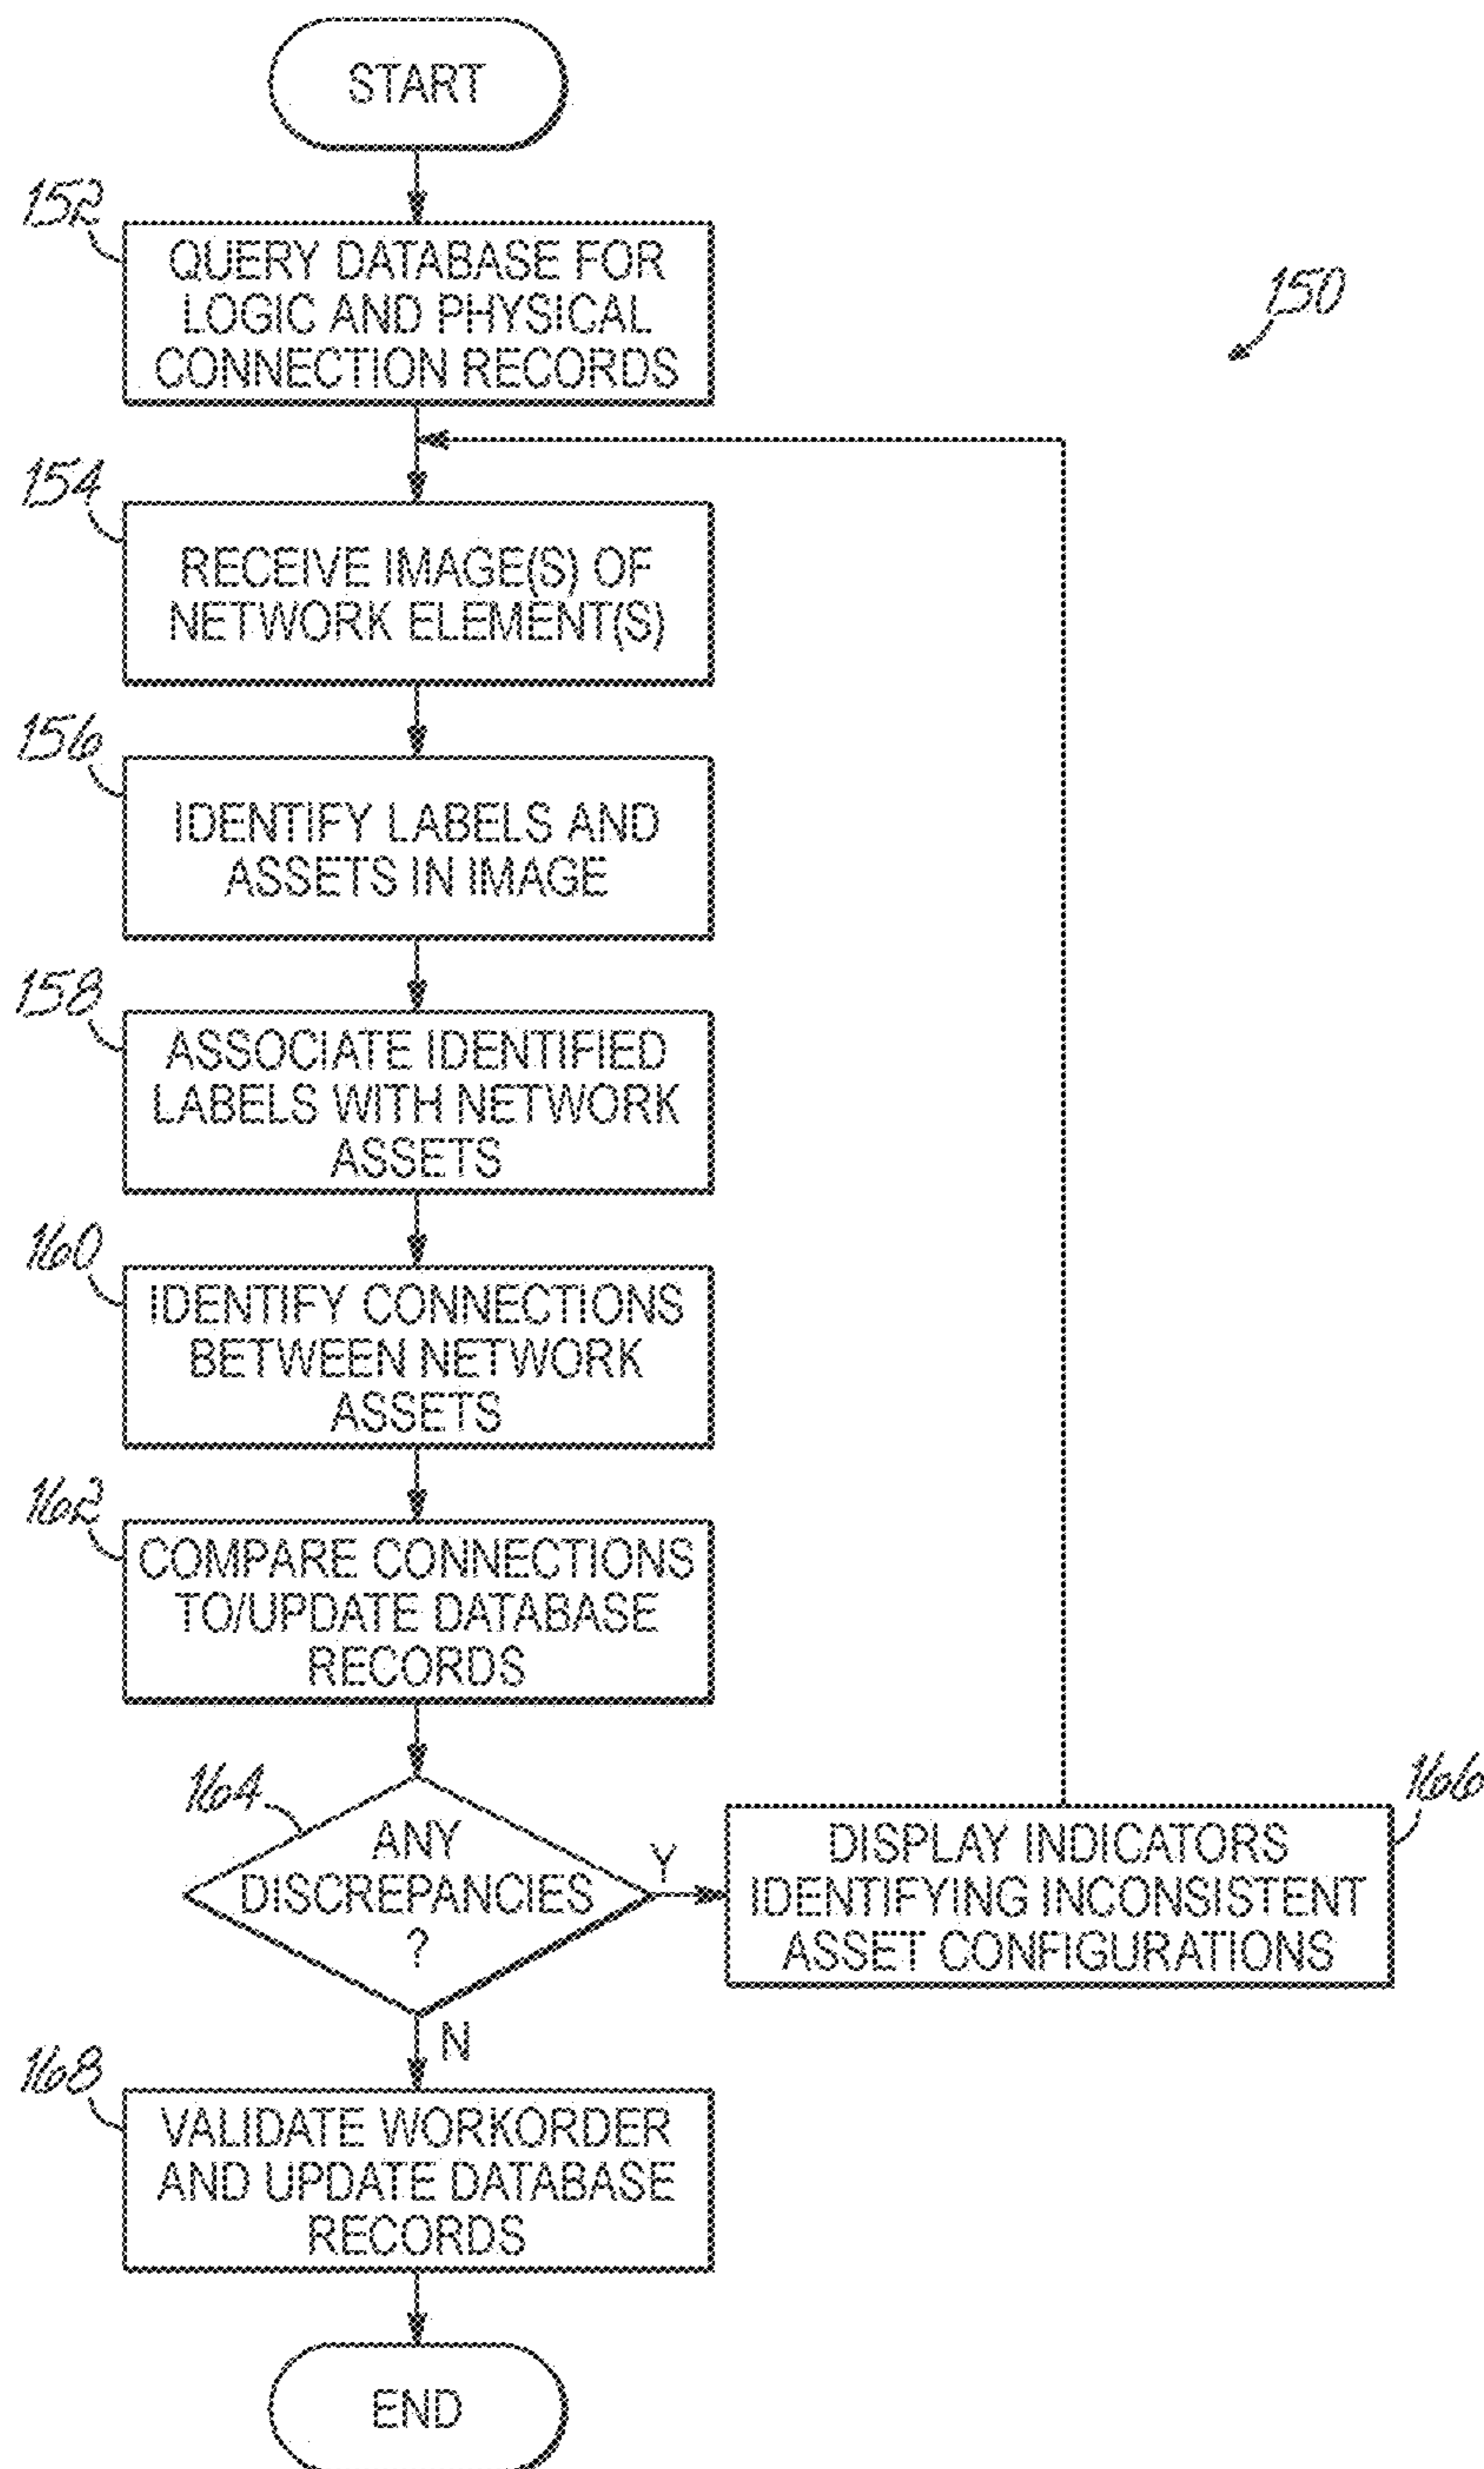 START
152
QUERY DATABASE FOR
LOGIC AND PHYSICAL
CONNECTION RECORDS
150
154
RECEIVE IMAGE(S) OF
NETWORK ELEMENT(S)
156
IDENTIFY LABELS AND
ASSETS IN IMAGE
158
ASSOCIATE IDENTIFIED
LABELS WITH NETWORK
ASSETS
160
IDENTIFY CONNECTIONS
BETWEEN NETWORK
ASSETS
162
COMPARE CONNECTIONS
TO/UPDATE DATABASE
RECORDS
164
ANY
DISCREPANCIES
?
Y
166
DISPLAY INDICATORS
IDENTIFYING INCONSISTENT
ASSET CONFIGURATIONS
N
168
VALIDATE WORKORDER
AND UPDATE DATABASE
RECORDS
END